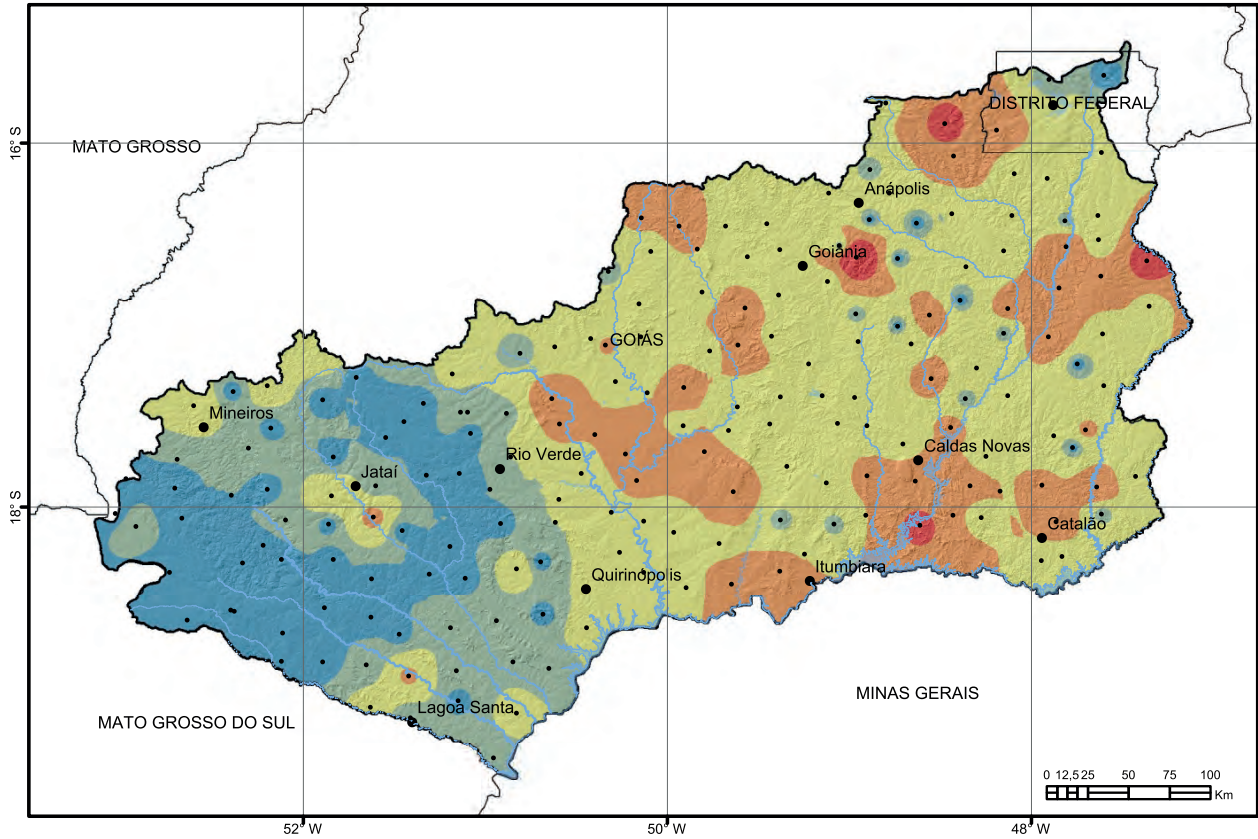 DISTRITO FEDERAL
MATO GROSSO
16° S
Anápolis
Goiânia
GOIÁS
Mineiros
Caldas Novas
Rio Verde
Jataí
18° S
Catalão
Itumbiara
Quirinópolis
MINAS GERAIS
Lagoa Santa
MATO GROSSO DO SUL
0 12,5 25 50 75 100
Km
52° W 50° W 48° W